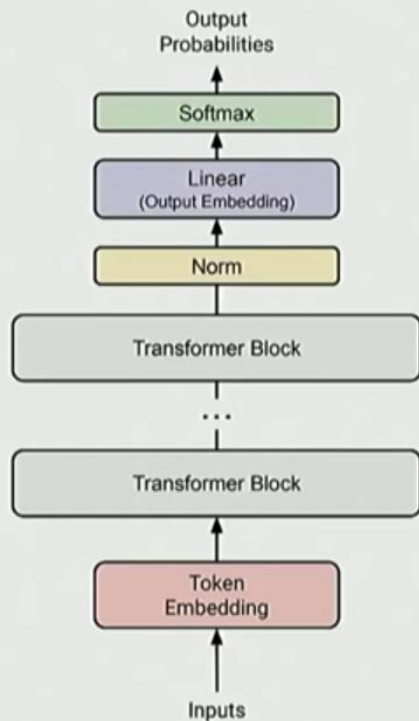 Output
Probabilities
Softmax
Linear
(Output Embedding)
Norm
Transformer Block
...
Transformer Block
Token
Embedding
Inputs